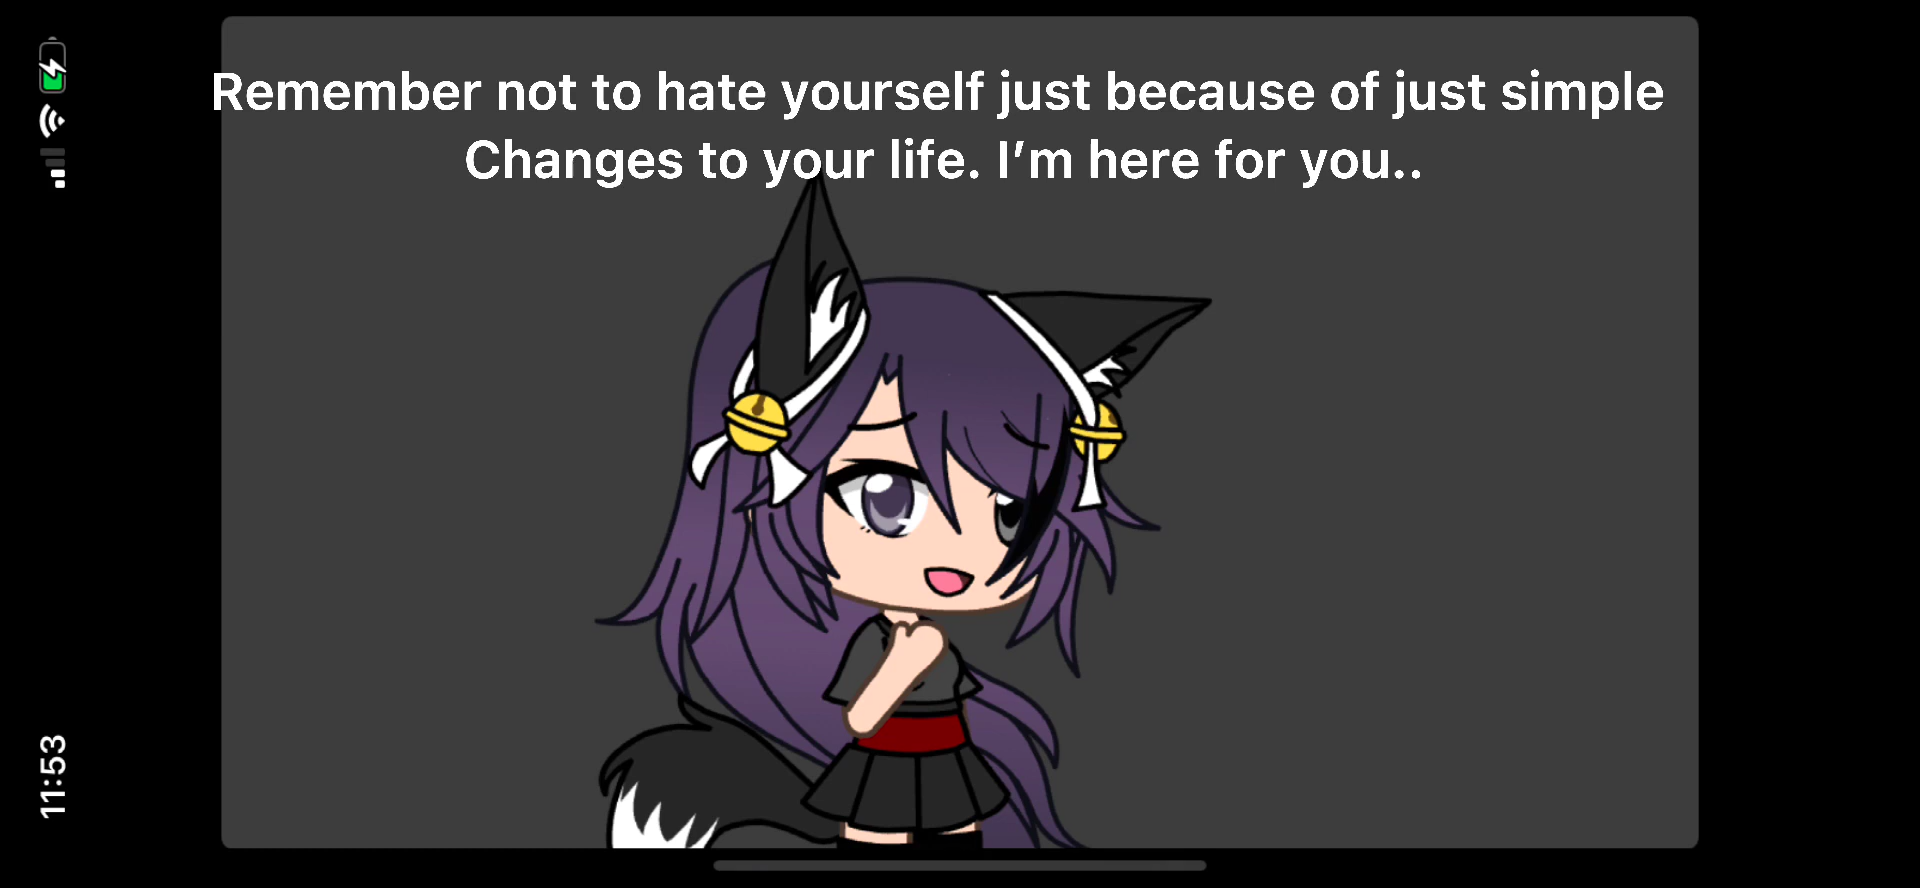 Remember not to hate yourself just because of just simple
Changes to your life. I’m here for you..
11:53